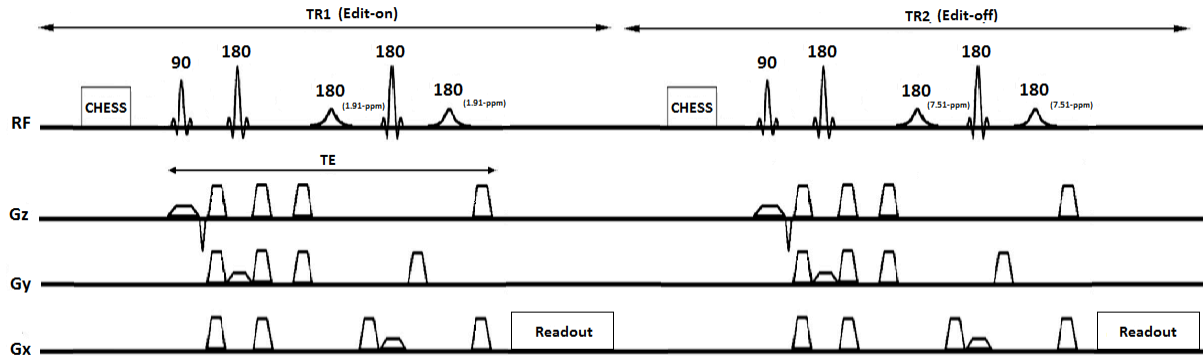 TR1 (Edit-on)
TR2 (Edit-off)
90
180
180
180 (1.91-ppm)
180 (1.91-ppm)
90
180
180
180 (7.51-ppm)
180 (7.51-ppm)
CHESS
CHESS
RF
TE
Gz
Gy
Gx
Readout
Readout